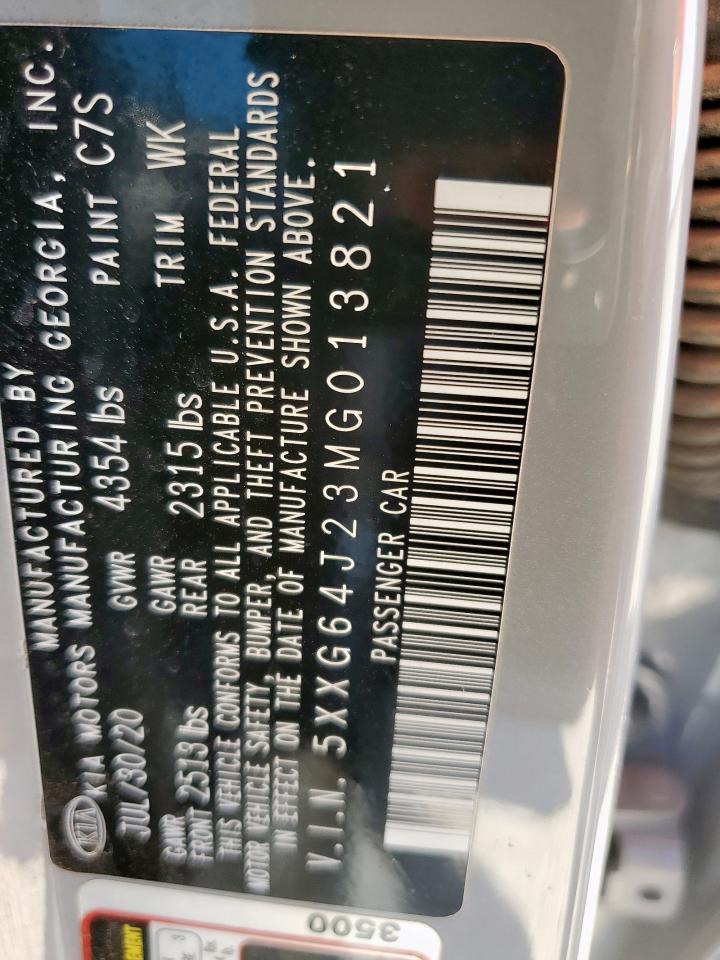 MANUFACTURED BY
KIA KIA MOTORS MANUFACTURING GEORGIA, INC.
JUL/30/20 GVWR 4354 lbs PAINT C7S
GAWR FRONT 2513 lbs GAWR REAR 2315 lbs TRIM WK
THIS VEHICLE CONFORMS TO ALL APPLICABLE U.S.A. FEDERAL
MOTOR VEHICLE SAFETY, BUMPER, AND THEFT PREVENTION STANDARDS
IN EFFECT ON THE DATE OF MANUFACTURE SHOWN ABOVE.
V.I.N. 5XXG64J23MG013821
PASSENGER CAR
3500